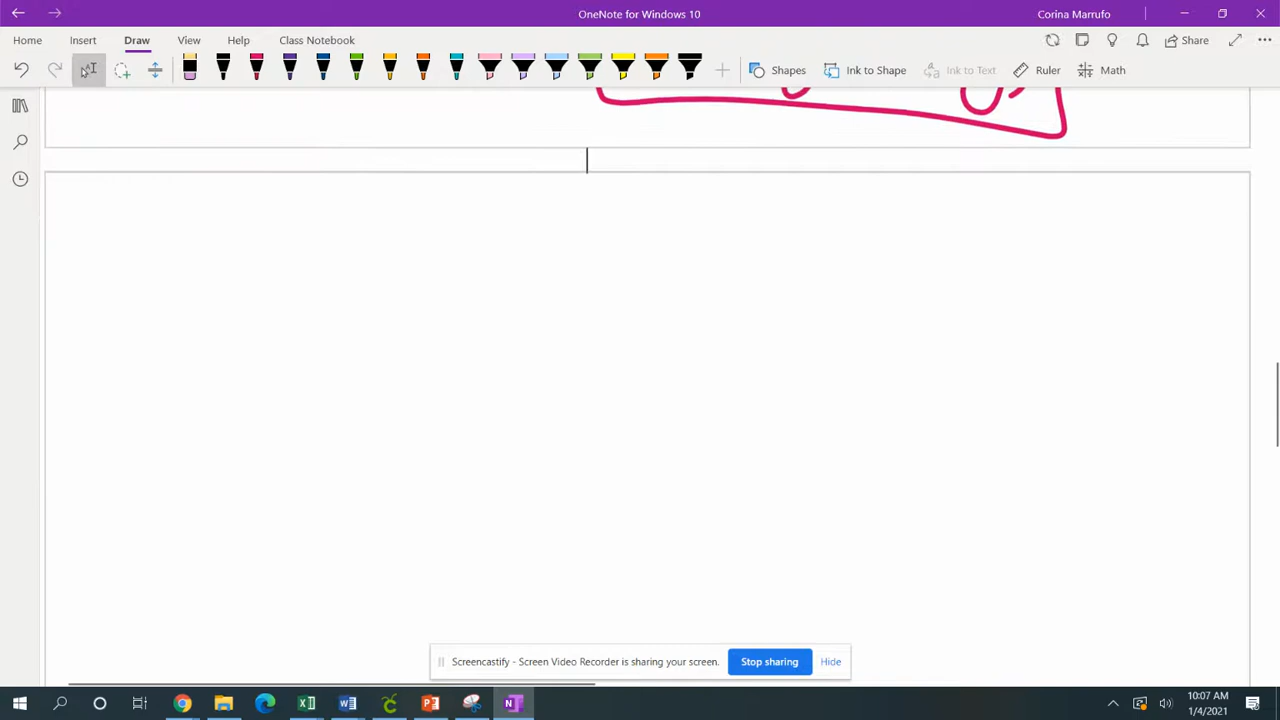 OneNote for Windows 10
Corina Marrufo
Home Insert Draw View Help Class Notebook
Share
Shapes Ink to Shape Ink to Text Ruler Math
Screencastify - Screen Video Recorder is sharing your screen. Stop sharing Hide
10:07 AM
1/4/2021